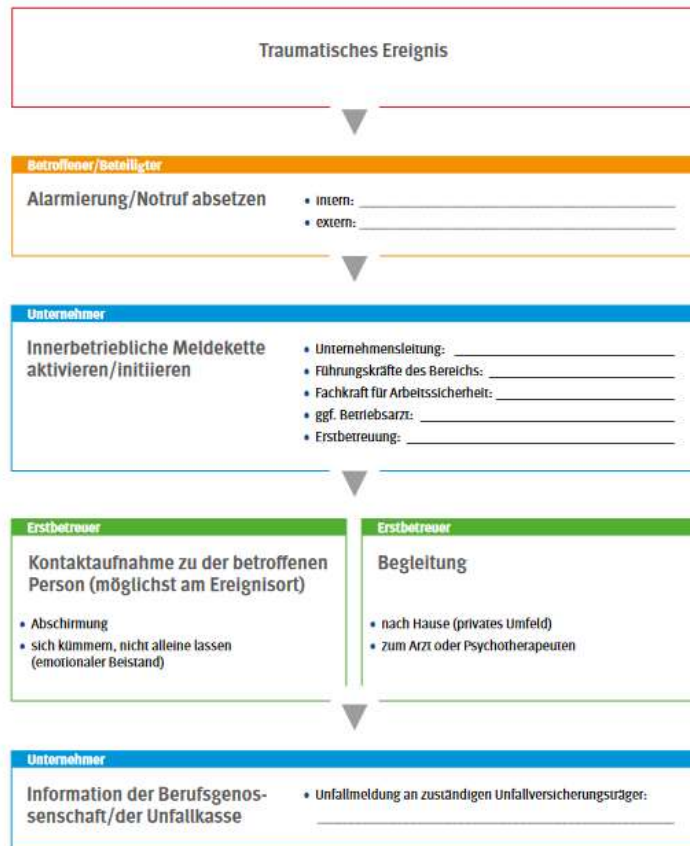 Traumatisches Ereignis
Betroffener/Beteiligter
Alarmierung/Notruf absetzen
• intern:
• extern:
Unternehmer
Innerbetriebliche Meldekette
aktivieren/initiieren
• Unternehmensleitung:
• Führungskräfte des Bereichs:
• Fachkraft für Arbeitssicherheit:
• ggf. Betriebsarzt:
• Erstbetreuung:
Erstbetreuer
Kontaktaufnahme zu der betroffenen
Person (möglichst am Ereignisort)
• Abschirmung
• sich kümmern, nicht alleine lassen
(emotionaler Beistand)
Erstbetreuer
Begleitung
• nach Hause (privates Umfeld)
• zum Arzt oder Psychotherapeuten
Unternehmer
Information der Berufsgenos-
senschaft/der Unfallkasse
• Unfallmeldung an zuständigen Unfallversicherungsträger: